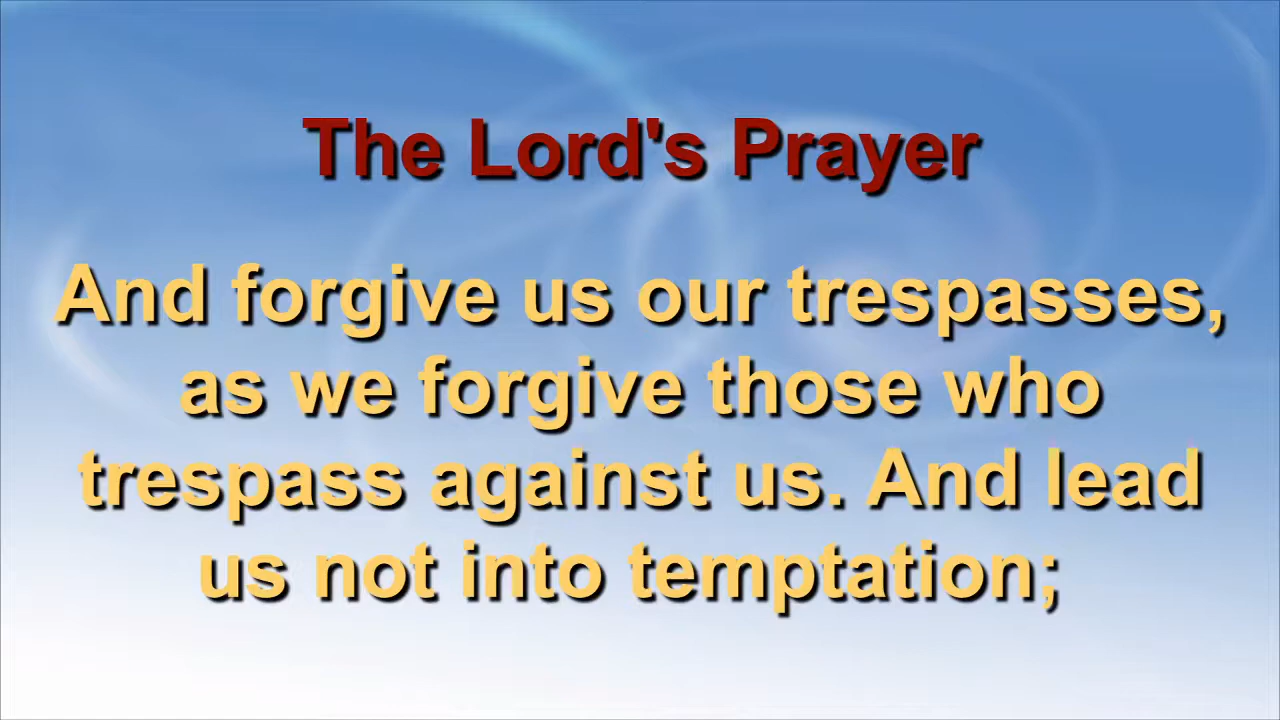 The Lord's Prayer
And forgive us our trespasses,
as we forgive those who
trespass against us. And lead
us not into temptation;